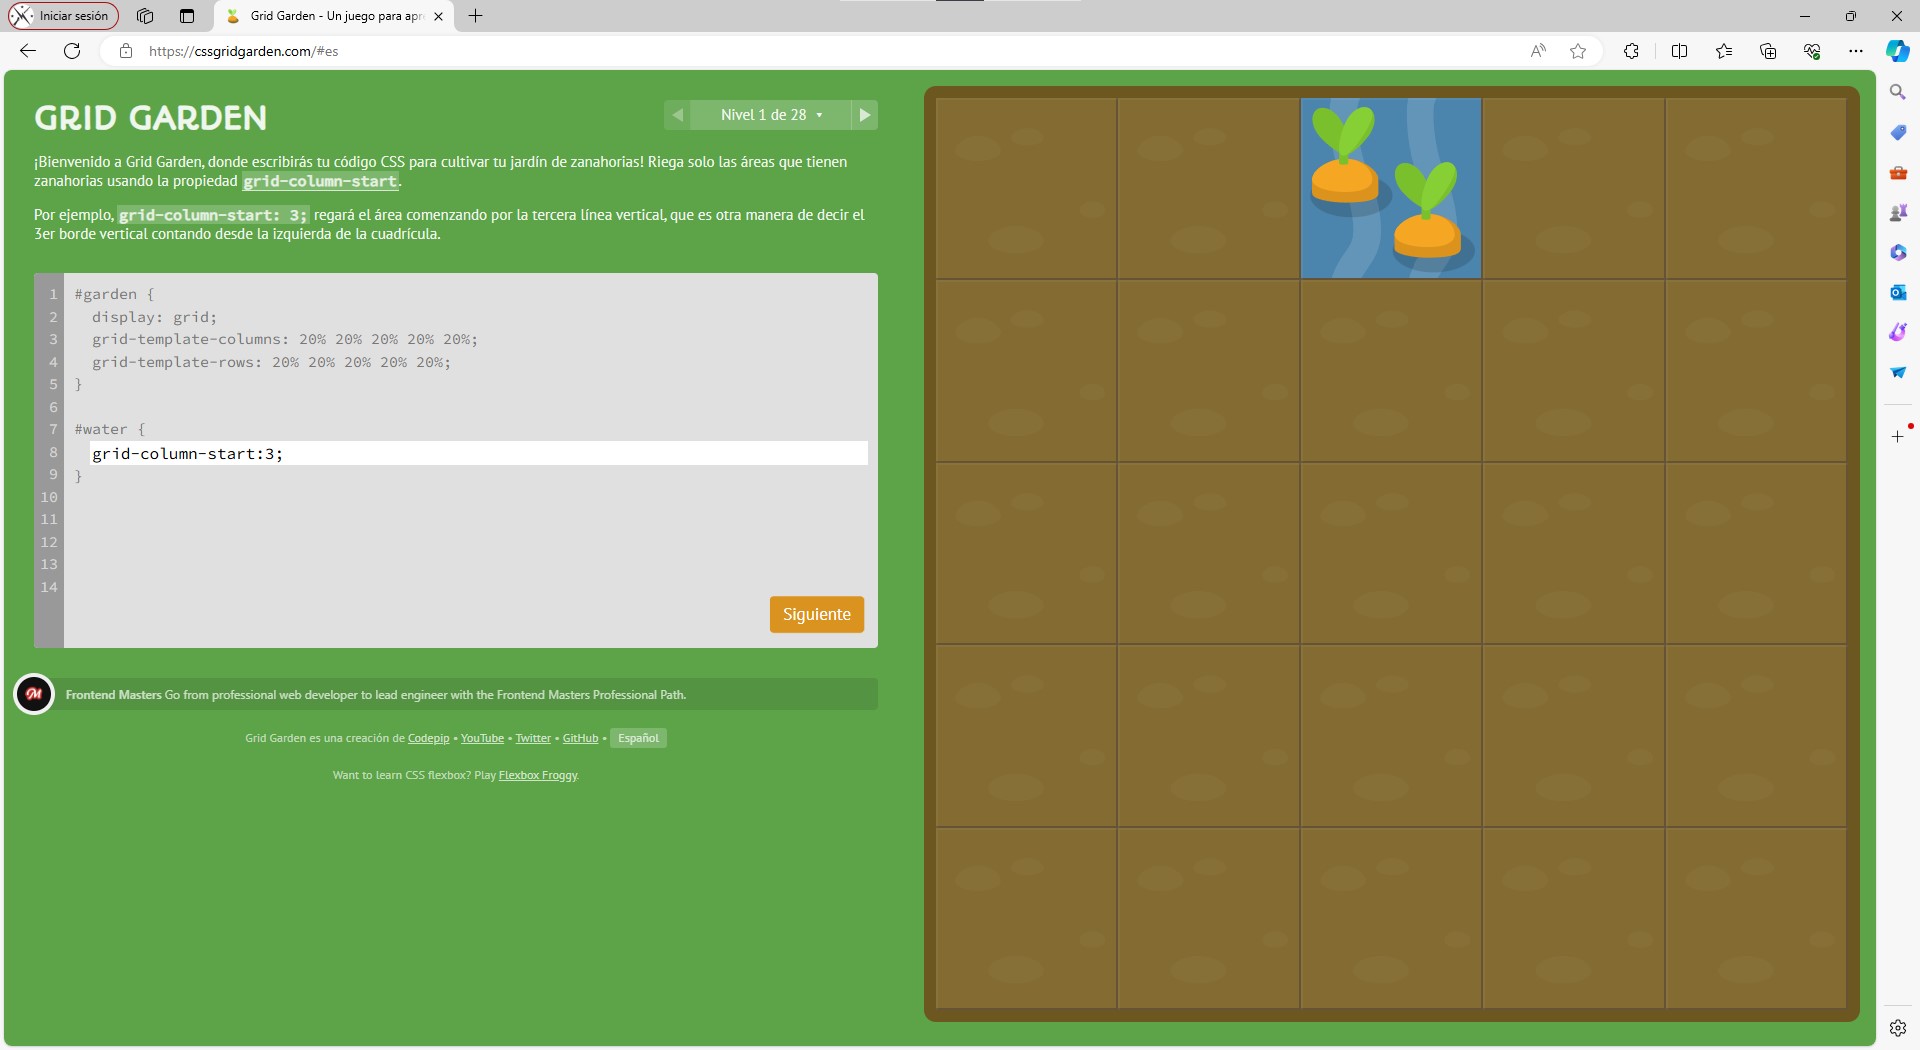 Iniciar sesión
Grid Garden - Un juego para apr
https://cssgridgarden.com/#es
GRID GARDEN
Nivel 1 de 28
¡Bienvenido a Grid Garden, donde escribirás tu código CSS para cultivar tu jardín de zanahorias! Riega solo las áreas que tienen
zanahorias usando la propiedad grid-column-start.
Por ejemplo, grid-column-start: 3; regará el área comenzando por la tercera línea vertical, que es otra manera de decir el
3er borde vertical contando desde la izquierda de la cuadrícula.
1 #garden {
2 display: grid;
3 grid-template-columns: 20% 20% 20% 20% 20%;
4 grid-template-rows: 20% 20% 20% 20% 20%;
5 }
6
7 #water {
8 grid-column-start:3;
9 }
10
11
12
13
14
Siguiente
Frontend Masters Go from professional web developer to lead engineer with the Frontend Masters Professional Path.
Grid Garden es una creación de Codepip • YouTube • Twitter • GitHub • Español
Want to learn CSS flexbox? Play Flexbox Froggy.